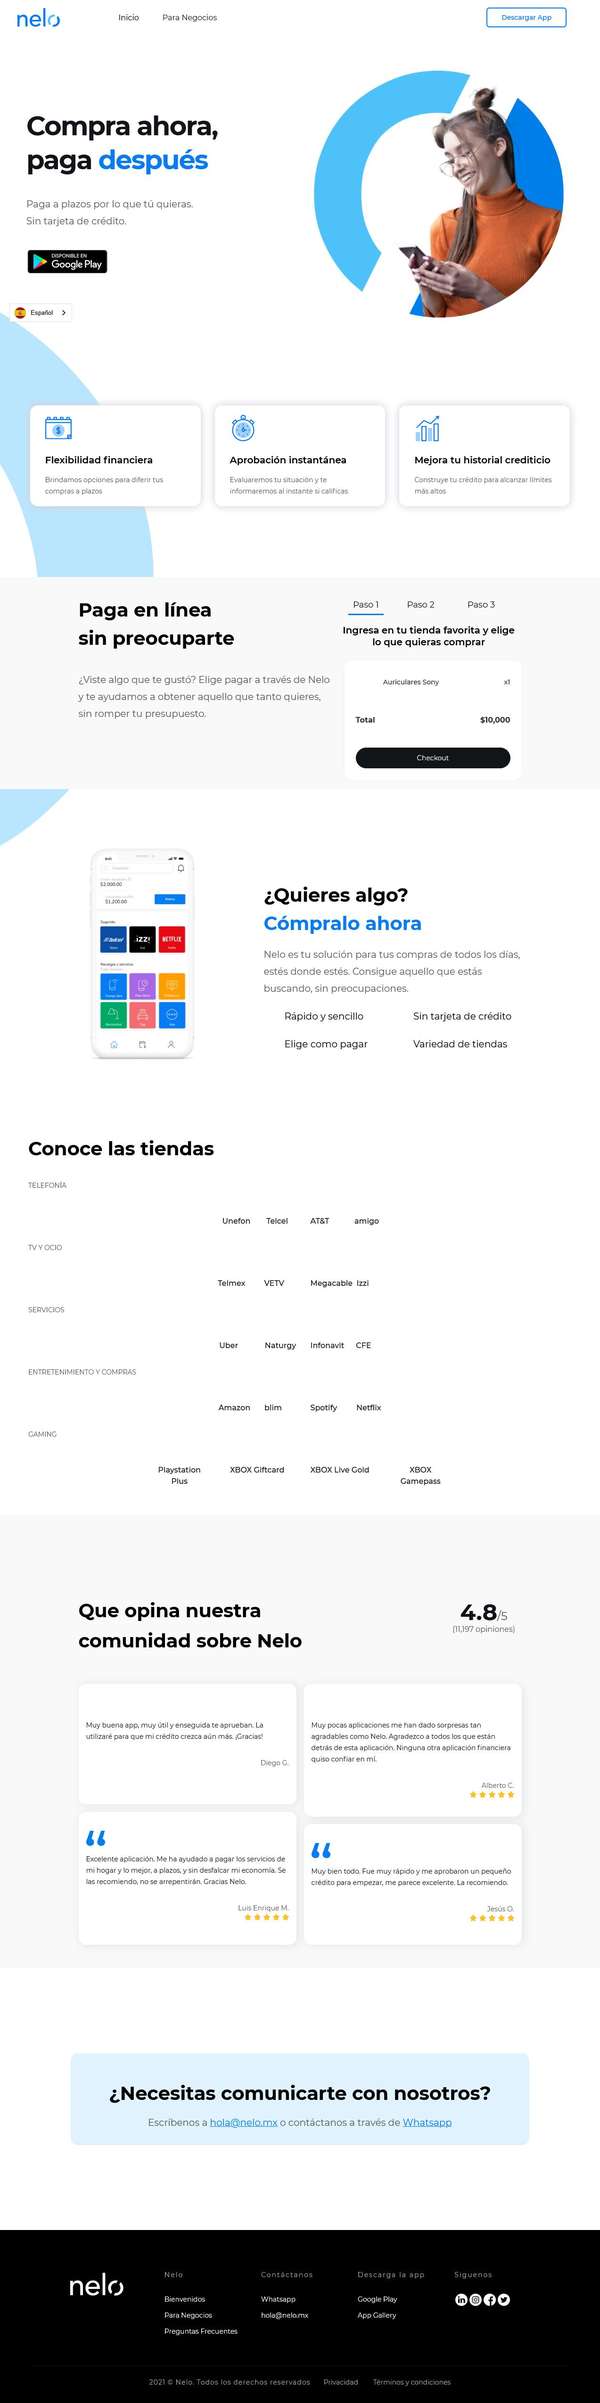 nelo
Inicio
Para Negocios
Descargar App
Compra ahora,
paga después
Paga a plazos por lo que tú quieras.
Sin tarjeta de crédito.
DISPONIBLE EN
Google Play
Español
Flexibilidad financiera
Brindamos opciones para diferir tus
compras a plazos
Aprobación instantánea
Evaluaremos tu situación y te
informaremos al instante si calificas
Mejora tu historial crediticio
Construye tu crédito para alcanzar límites
más altos
Paga en línea
sin preocuparte
¿Viste algo que te gustó? Elige pagar a través de Nelo
y te ayudamos a obtener aquello que tanto quieres,
sin romper tu presupuesto.
Paso 1
Paso 2
Paso 3
Ingresa en tu tienda favorita y elige
lo que quieras comprar
Auriculares Sony x1
Total $10,000
Checkout
$2,000.00
$1,200.00
telcel
izzi
NETFLIX
¿Quieres algo?
Cómpralo ahora
Nelo es tu solución para tus compras de todos los días,
estés donde estés. Consigue aquello que estás
buscando, sin preocupaciones.
Rápido y sencillo
Sin tarjeta de crédito
Elige como pagar
Variedad de tiendas
Conoce las tiendas
TELEFONÍA
Unefon Telcel AT&T amigo
TV Y OCIO
Telmex VETV Megacable Izzi
SERVICIOS
Uber Naturgy Infonavit CFE
ENTRETENIMIENTO Y COMPRAS
Amazon blim Spotify Netflix
GAMING
Playstation
Plus
XBOX Giftcard
XBOX Live Gold
XBOX
Gamepass
Que opina nuestra
comunidad sobre Nelo
4.8/5
(11,197 opiniones)
Muy buena app, muy útil y enseguida te aprueban. La
utilizaré para que mi crédito crezca aún más. ¡Gracias!
Diego G.
Muy pocas aplicaciones me han dado sorpresas tan
agradables como Nelo. Agradezco a todos los que están
detrás de esta aplicación. Ninguna otra aplicación financiera
quiso confiar en mí.
Alberto C.
Excelente aplicación. Me ha ayudado a pagar los servicios de
mi hogar y lo mejor, a plazos, y sin desfalcar mi economía. Se
las recomiendo, no se arrepentirán. Gracias Nelo.
Luis Enrique M.
Muy bien todo. Fue muy rápido y me aprobaron un pequeño
crédito para empezar, me parece excelente. La recomiendo.
Jesús O.
¿Necesitas comunicarte con nosotros?
Escríbenos a hola@nelo.mx o contáctanos a través de Whatsapp
nelo
Nelo
Bienvenidos
Para Negocios
Preguntas Frecuentes
Contáctanos
Whatsapp
hola@nelo.mx
Descarga la app
Google Play
App Gallery
Síguenos
2021 © Nelo. Todos los derechos reservados
Privacidad
Términos y condiciones